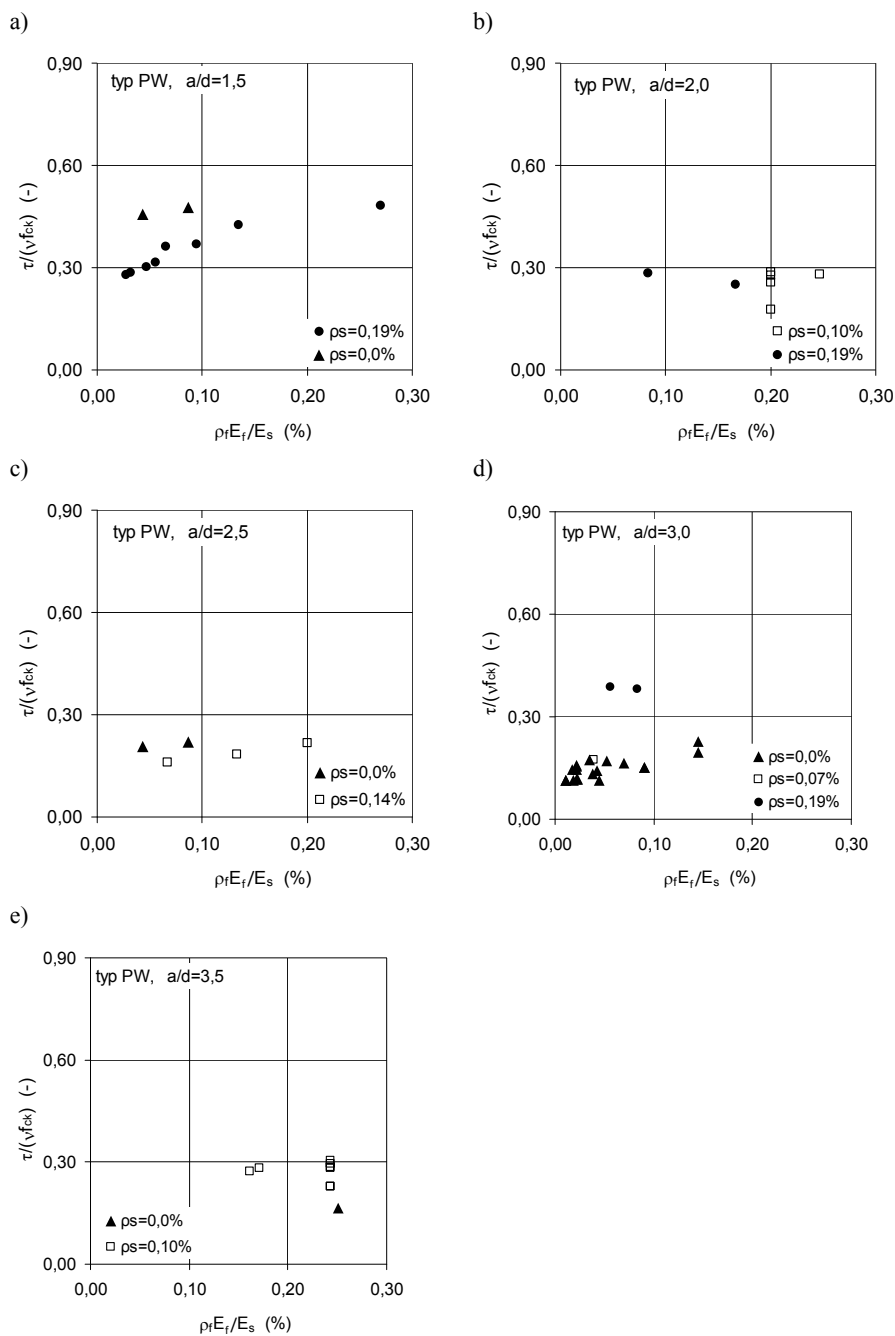 a)
0,90
typ PW, a/d=1,5
0,60
τ/(νfck) (-)
0,30
ρs=0,19%
ρs=0,0%
0,00
0,00 0,10 0,20 0,30
ρfEf/Es (%)
b)
0,90
typ PW, a/d=2,0
0,60
τ/(νfck) (-)
0,30
ρs=0,10%
ρs=0,19%
0,00
0,00 0,10 0,20 0,30
ρfEf/Es (%)
c)
0,90
typ PW, a/d=2,5
0,60
τ/(νfck) (-)
0,30
ρs=0,0%
ρs=0,14%
0,00
0,00 0,10 0,20 0,30
ρfEf/Es (%)
d)
0,90
typ PW, a/d=3,0
0,60
τ/(νfck) (-)
0,30
ρs=0,0%
ρs=0,07%
ρs=0,19%
0,00
0,00 0,10 0,20 0,30
ρfEf/Es (%)
e)
0,90
typ PW, a/d=3,5
0,60
τ/(νfck) (-)
0,30
ρs=0,0%
ρs=0,10%
0,00
0,00 0,10 0,20 0,30
ρfEf/Es (%)